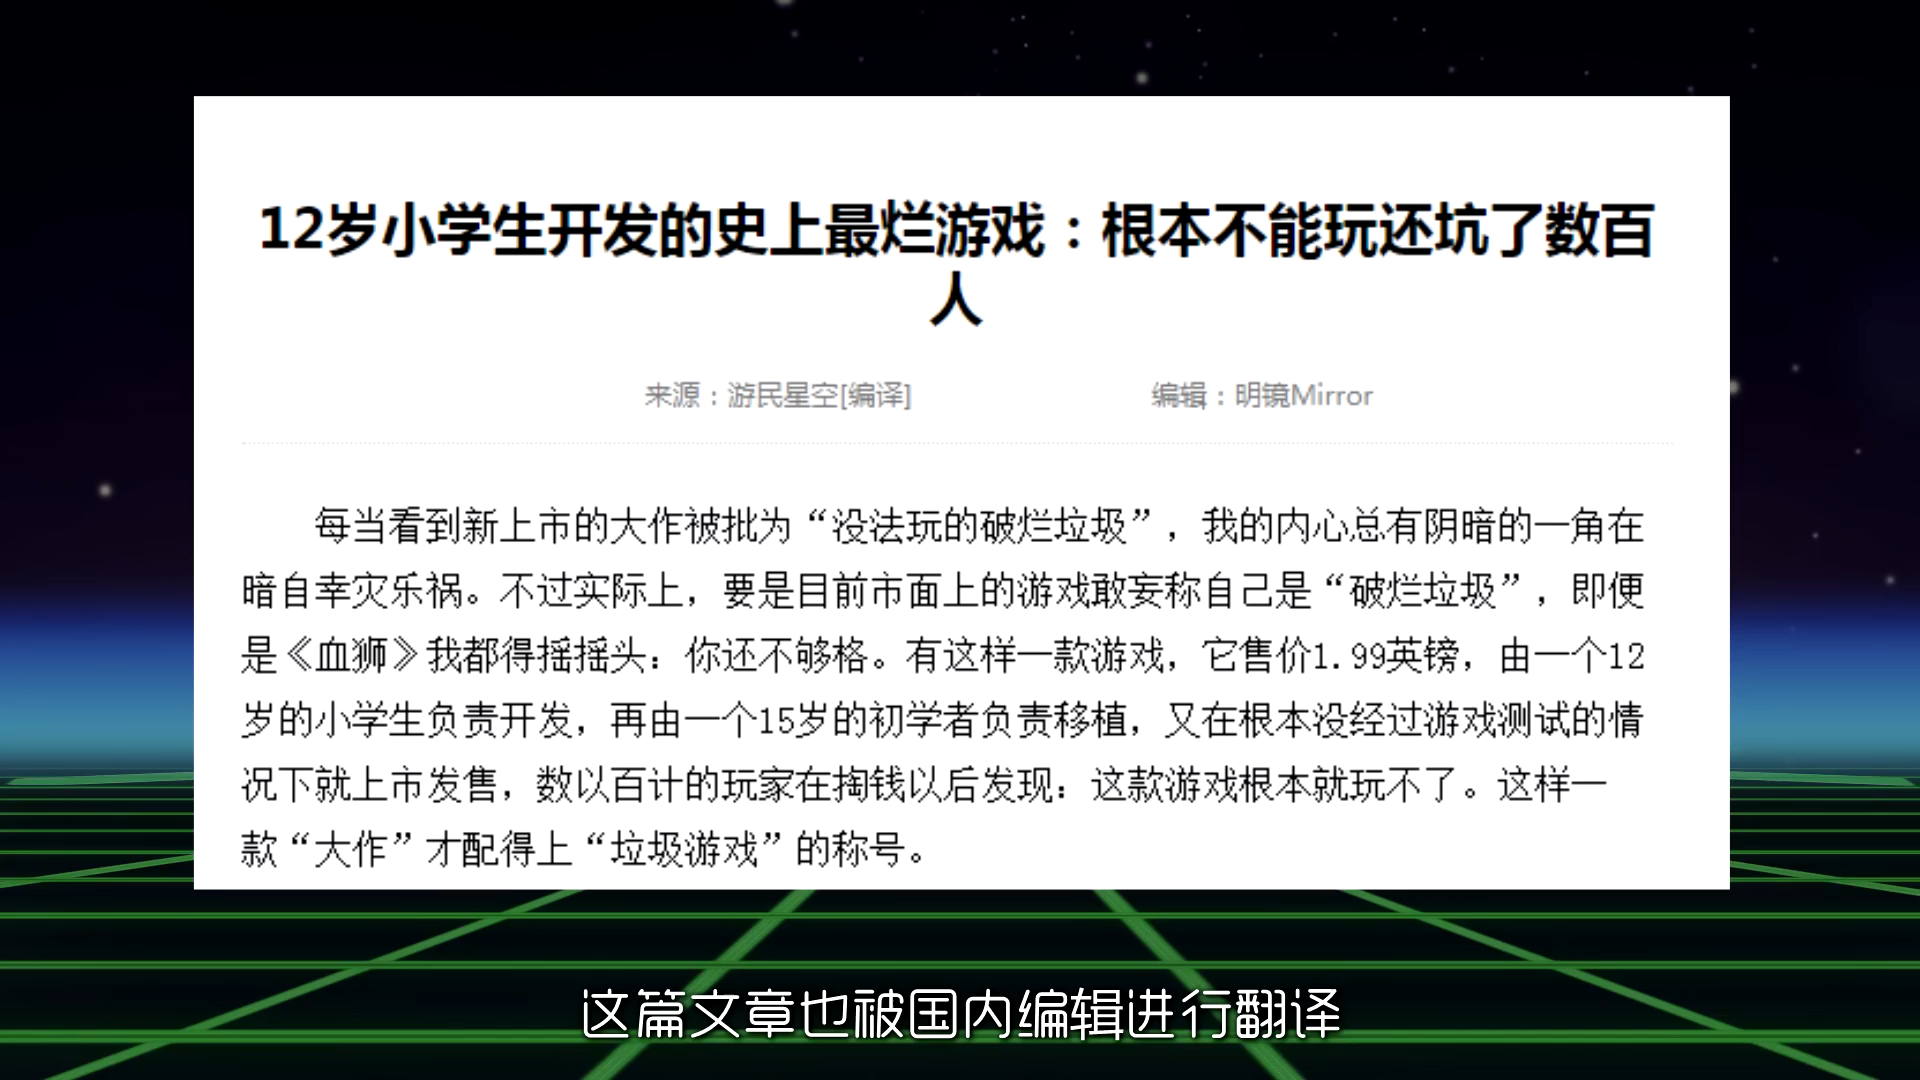 12岁小学生开发的史上最烂游戏：根本不能玩还坑了数百
人
来源：游民星空[编译] 编辑：明镜Mirror
每当看到新上市的大作被批为“没法玩的破烂垃圾”，我的内心总有阴暗的一角在
暗自幸灾乐祸。不过实际上，要是目前市面上的游戏敢妄称自己是“破烂垃圾”，即便
是《血狮》我都得摇摇头：你还不够格。有这样一款游戏，它售价1.99英镑，由一个12
岁的小学生负责开发，再由一个15岁的初学者负责移植，又在根本没经过游戏测试的情
况下就上市发售，数以百计的玩家在掏钱以后发现：这款游戏根本就玩不了。这样一
款“大作”才配得上“垃圾游戏”的称号。
这篇文章也被国内编辑进行翻译